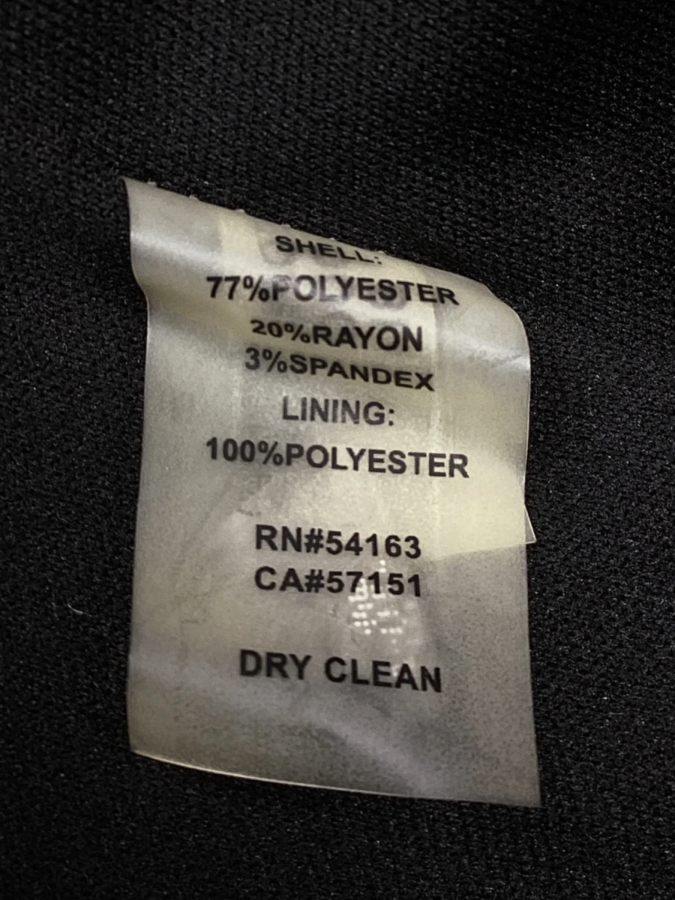 SHELL:
77%POLYESTER
20%RAYON
3%SPANDEX
LINING:
100%POLYESTER
RN#54163
CA#57151
DRY CLEAN